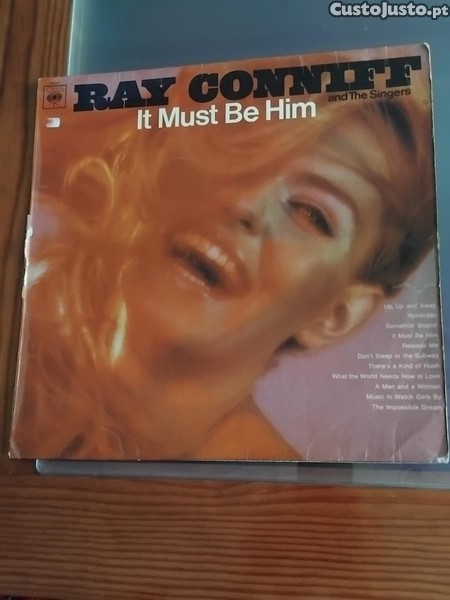 CustoJusto.pt
CBS
RAY CONNIFF
and The Singers
It Must Be Him
Up, Up and Away
Yesterday
Somethin' Stupid
It Must Be Him
Release Me
Don't Sleep in the Subway
There's a Kind of Hush
What the World Needs Now is Love
A Man and a Woman
Music to Watch Girls By
The Impossible Dream